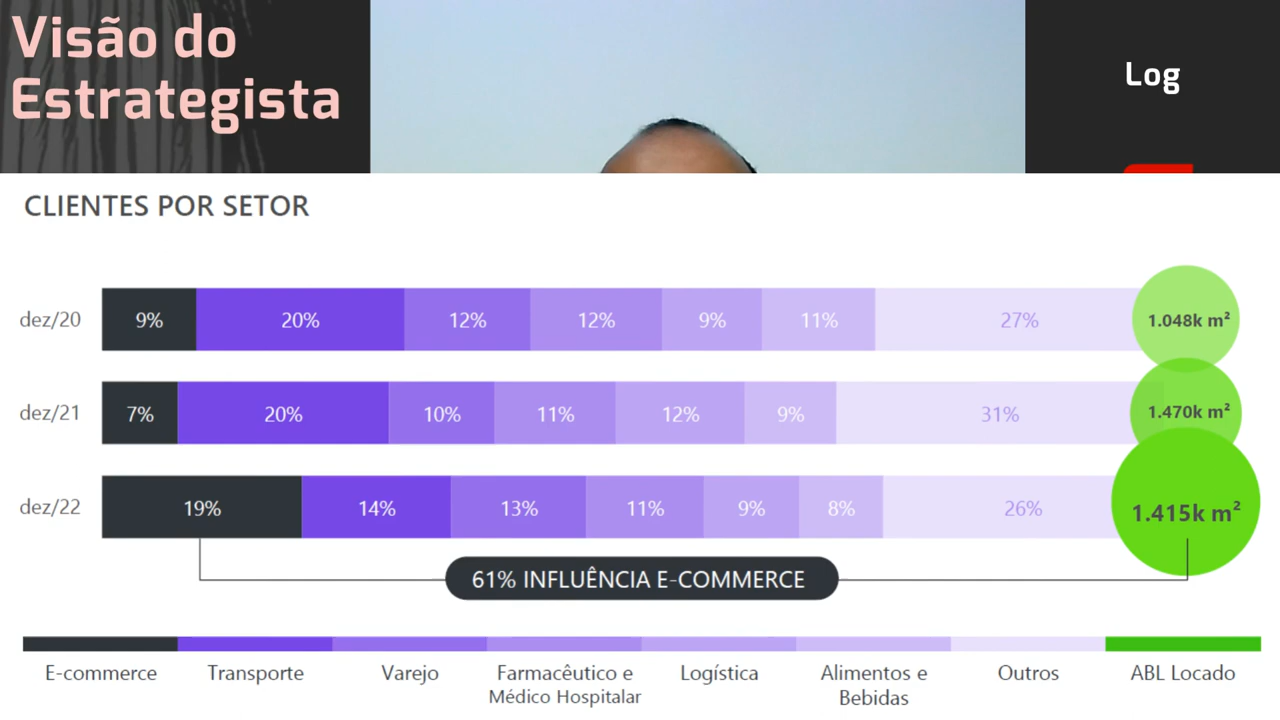 Visão do
Estrategista
Log
CLIENTES POR SETOR
dez/20 9% 20% 12% 12% 9% 11% 27% 1.048k m²
dez/21 7% 20% 10% 11% 12% 9% 31% 1.470k m²
dez/22 19% 14% 13% 11% 9% 8% 26% 1.415k m²
61% INFLUÊNCIA E-COMMERCE
E-commerce Transporte Varejo Farmacêutico e Logística Alimentos e Outros ABL Locado
Médico Hospitalar Bebidas